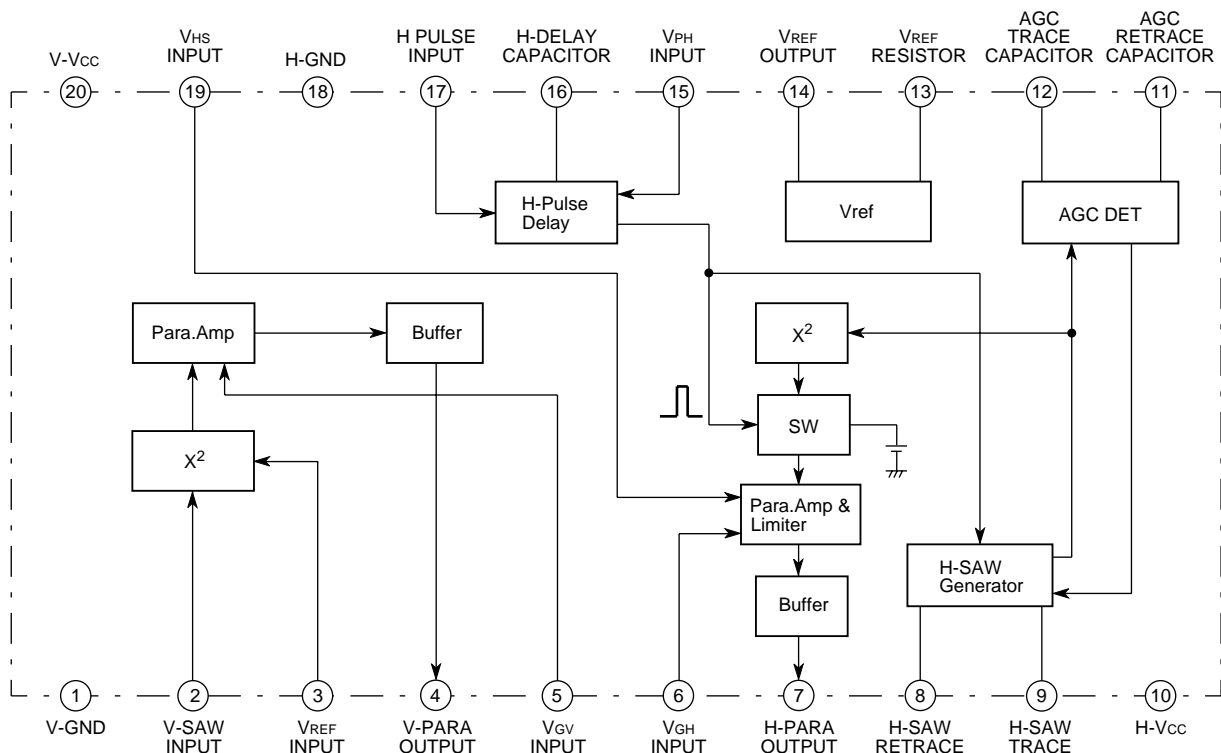 V-VCC
VHS
INPUT
H-GND
H PULSE
INPUT
H-DELAY
CAPACITOR
VPH
INPUT
VREF
OUTPUT
VREF
RESISTOR
AGC
TRACE
CAPACITOR
AGC
RETRACE
CAPACITOR
20
19
18
17
16
15
14
13
12
11
H-Pulse
Delay
Vref
AGC DET
Para.Amp
Buffer
X²
X²
SW
Para.Amp &
Limiter
H-SAW
Generator
Buffer
1
2
3
4
5
6
7
8
9
10
V-GND
V-SAW
INPUT
VREF
INPUT
V-PARA
OUTPUT
VGV
INPUT
VGH
INPUT
H-PARA
OUTPUT
H-SAW
RETRACE
H-SAW
TRACE
H-VCC